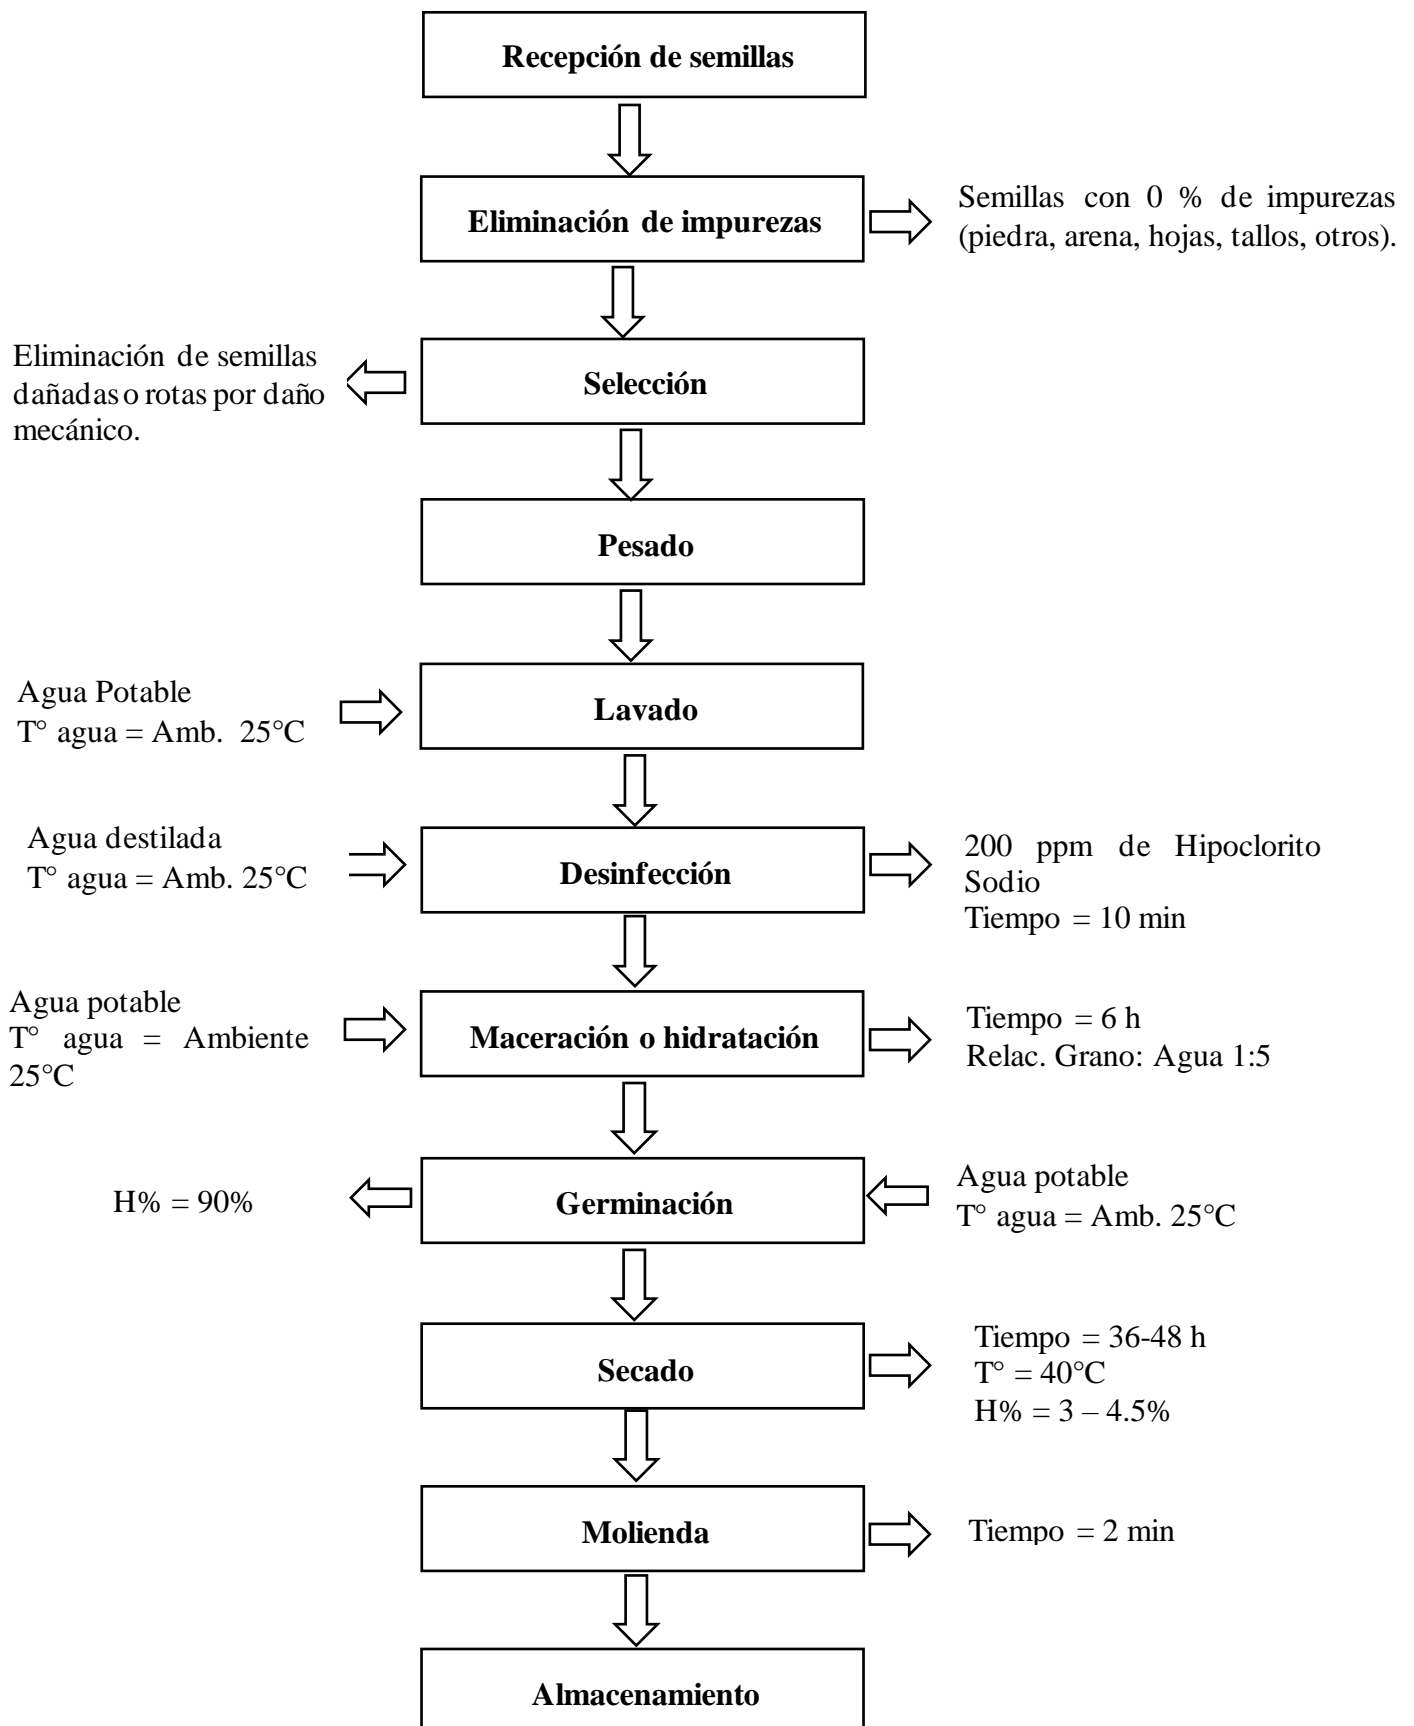 Recepción de semillas
Eliminación de impurezas
Semillas con 0 % de impurezas
(piedra, arena, hojas, tallos, otros).
Eliminación de semillas
dañadas o rotas por daño
mecánico.
Selección
Pesado
Agua Potable
T° agua = Amb. 25°C
Lavado
Agua destilada
T° agua = Amb. 25°C
Desinfección
200 ppm de Hipoclorito
Sodio
Tiempo = 10 min
Agua potable
T° agua = Ambiente
25°C
Maceración o hidratación
Tiempo = 6 h
Relac. Grano: Agua 1:5
H% = 90%
Germinación
Agua potable
T° agua = Amb. 25°C
Secado
Tiempo = 36-48 h
T° = 40°C
H% = 3 – 4.5%
Molienda
Tiempo = 2 min
Almacenamiento